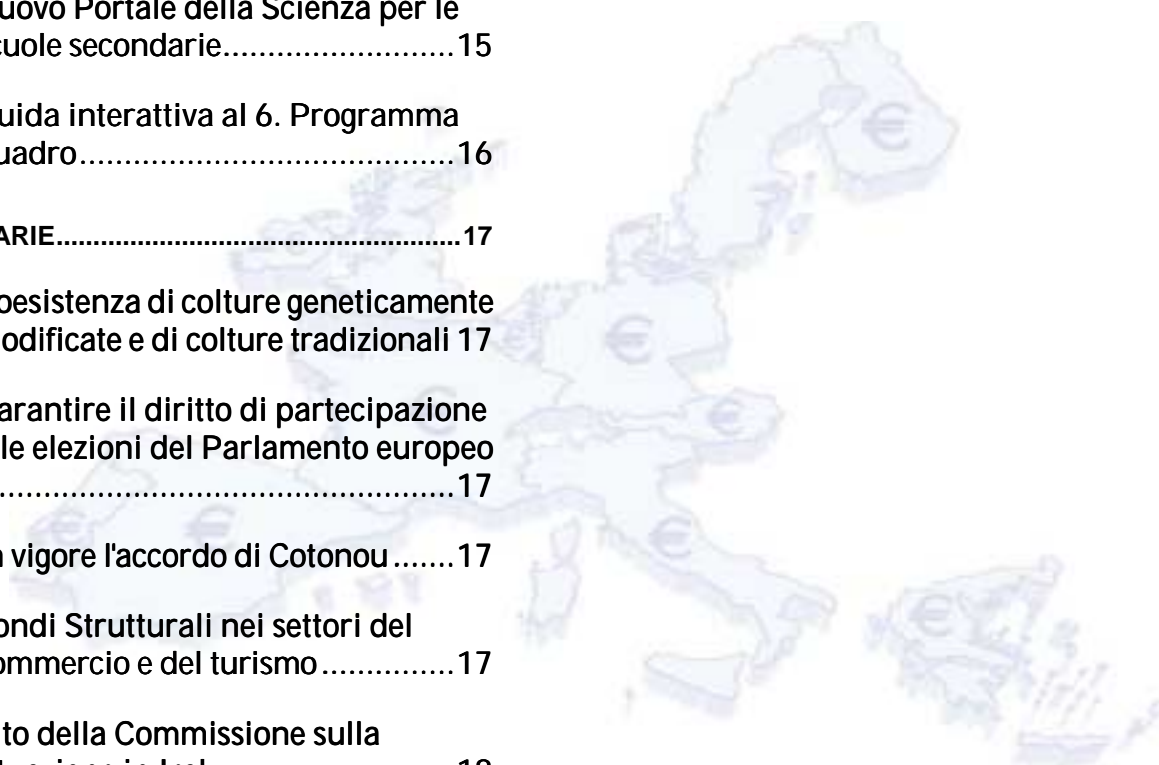 uovo Portale della Scienza per le
cuole secondarie..........................15
uida interattiva al 6. Programma
uadro..........................................16
ARIE.......................................................17
oesistenza di colture geneticamente
odificate e di colture tradizionali 17
arantire il diritto di partecipazione
le elezioni del Parlamento europeo
..................................................17
vigore l'accordo di Cotonou.......17
ondi Strutturali nei settori del
ommercio e del turismo...............17
to della Commissione sulla
€
€
€
€
€
€
€
€